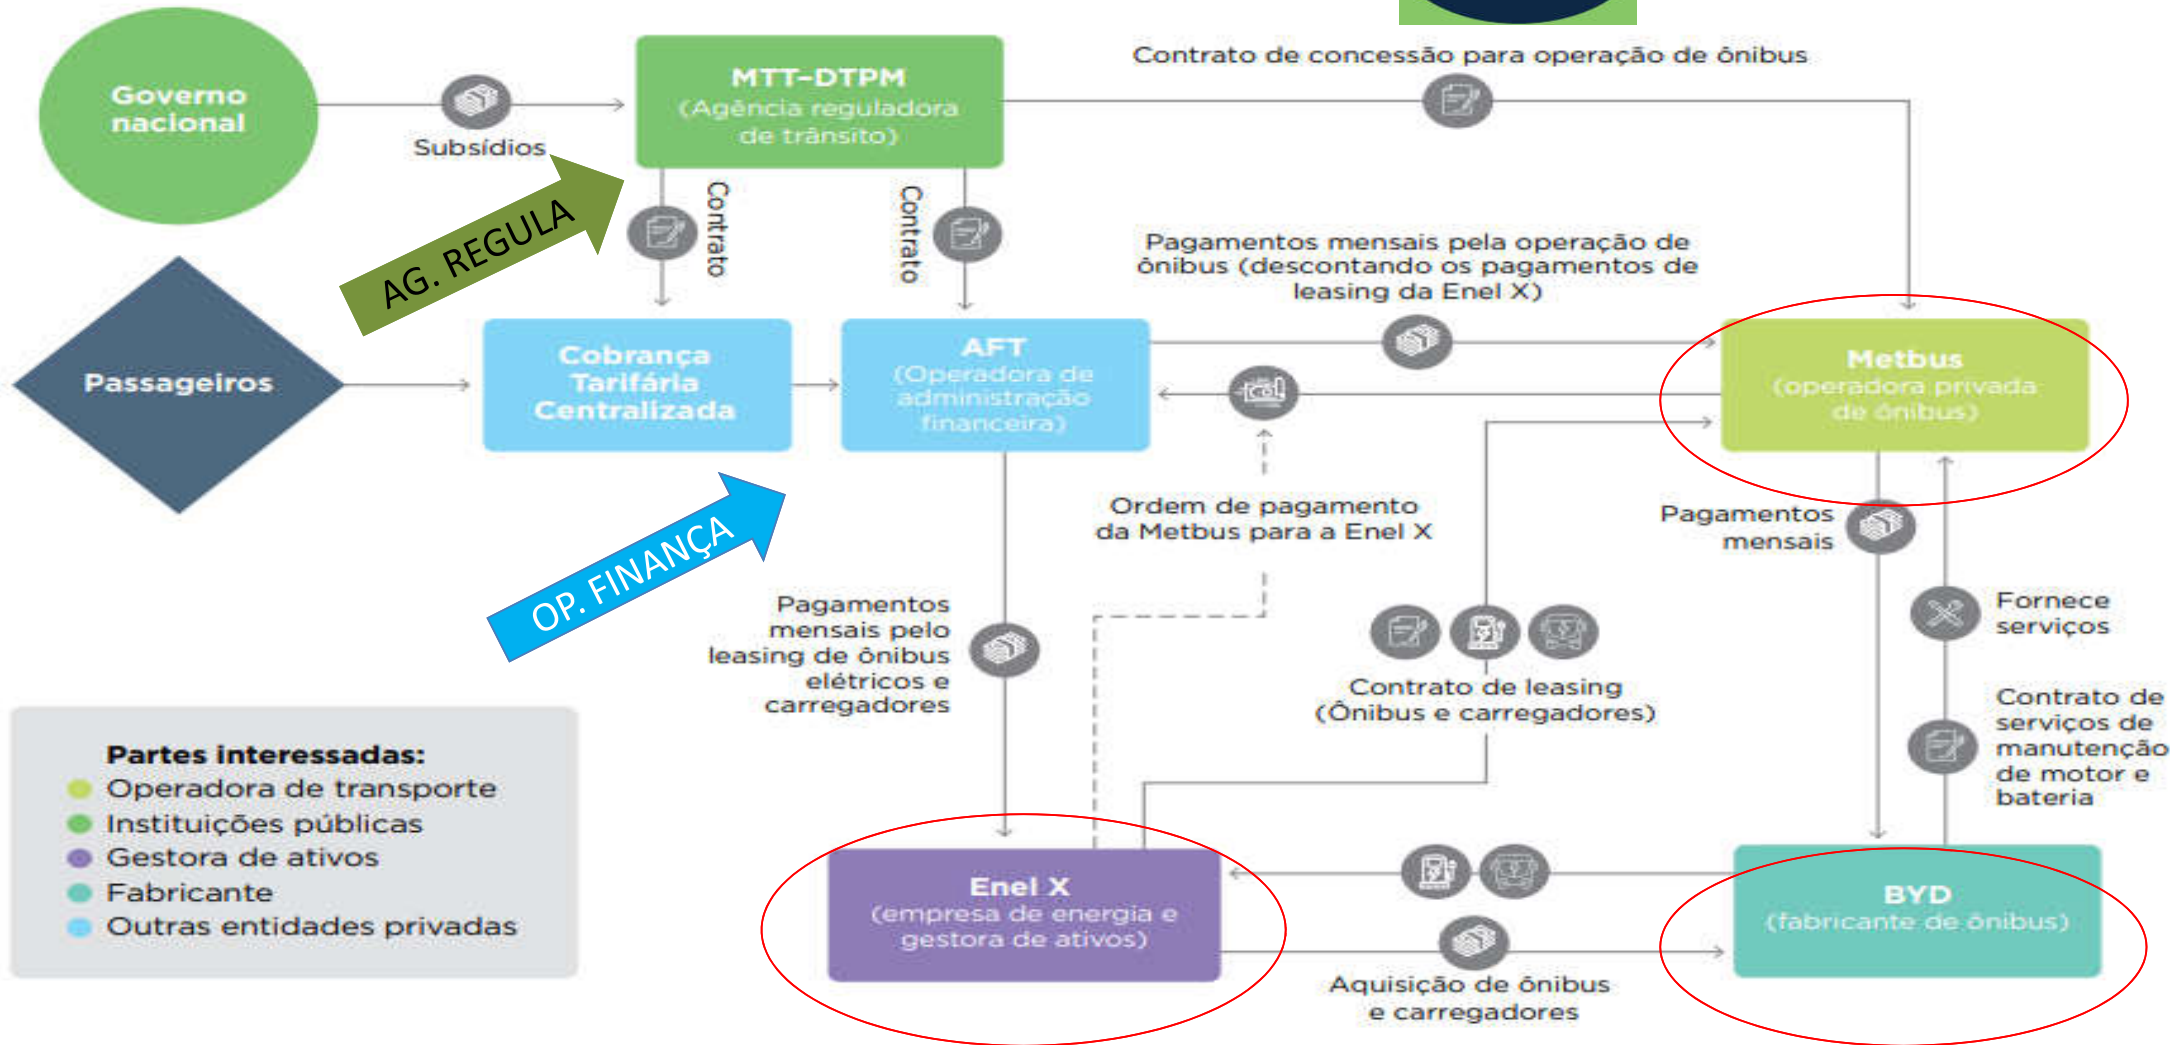 Contrato de concessão para operação de ônibus
Governo
nacional
Subsídios
MTT-DTPM
(Agência reguladora
de trânsito)
AG. REGULA
Contrato
Contrato
Pagamentos mensais pela operação de
ônibus (descontando os pagamentos de
leasing da Enel X)
Passageiros
Cobrança
Tarifária
Centralizada
AFT
(Operadora de
administração
financeira)
Metbus
(operadora privada
de ônibus)
OP. FINANÇA
Ordem de pagamento
da Metbus para a Enel X
Pagamentos
mensais
Pagamentos
mensais pelo
leasing de ônibus
elétricos e
carregadores
Fornece
serviços
Contrato de leasing
(Ônibus e carregadores)
Contrato de
serviços de
manutenção
de motor e
bateria
Partes interessadas:
Operadora de transporte
Instituições públicas
Gestora de ativos
Fabricante
Outras entidades privadas
Enel X
(empresa de energia e
gestora de ativos)
BYD
(fabricante de ônibus)
Aquisição de ônibus
e carregadores